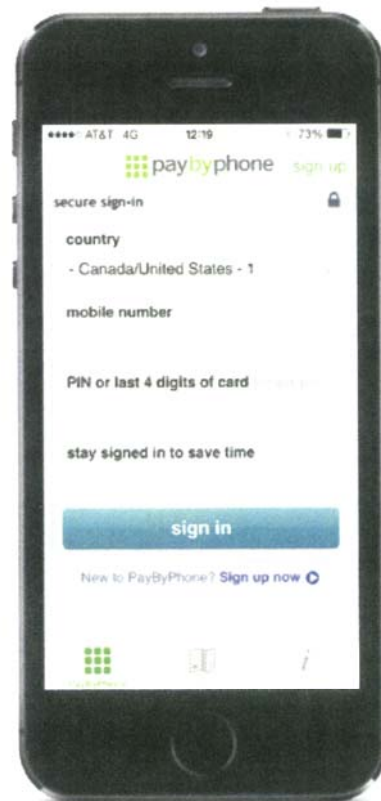 AT&T 4G 12:19 73%
paybyphone sign up
secure sign-in
country
- Canada/United States - 1
mobile number
PIN or last 4 digits of card
stay signed in to save time
sign in
New to PayByPhone? Sign up now
i